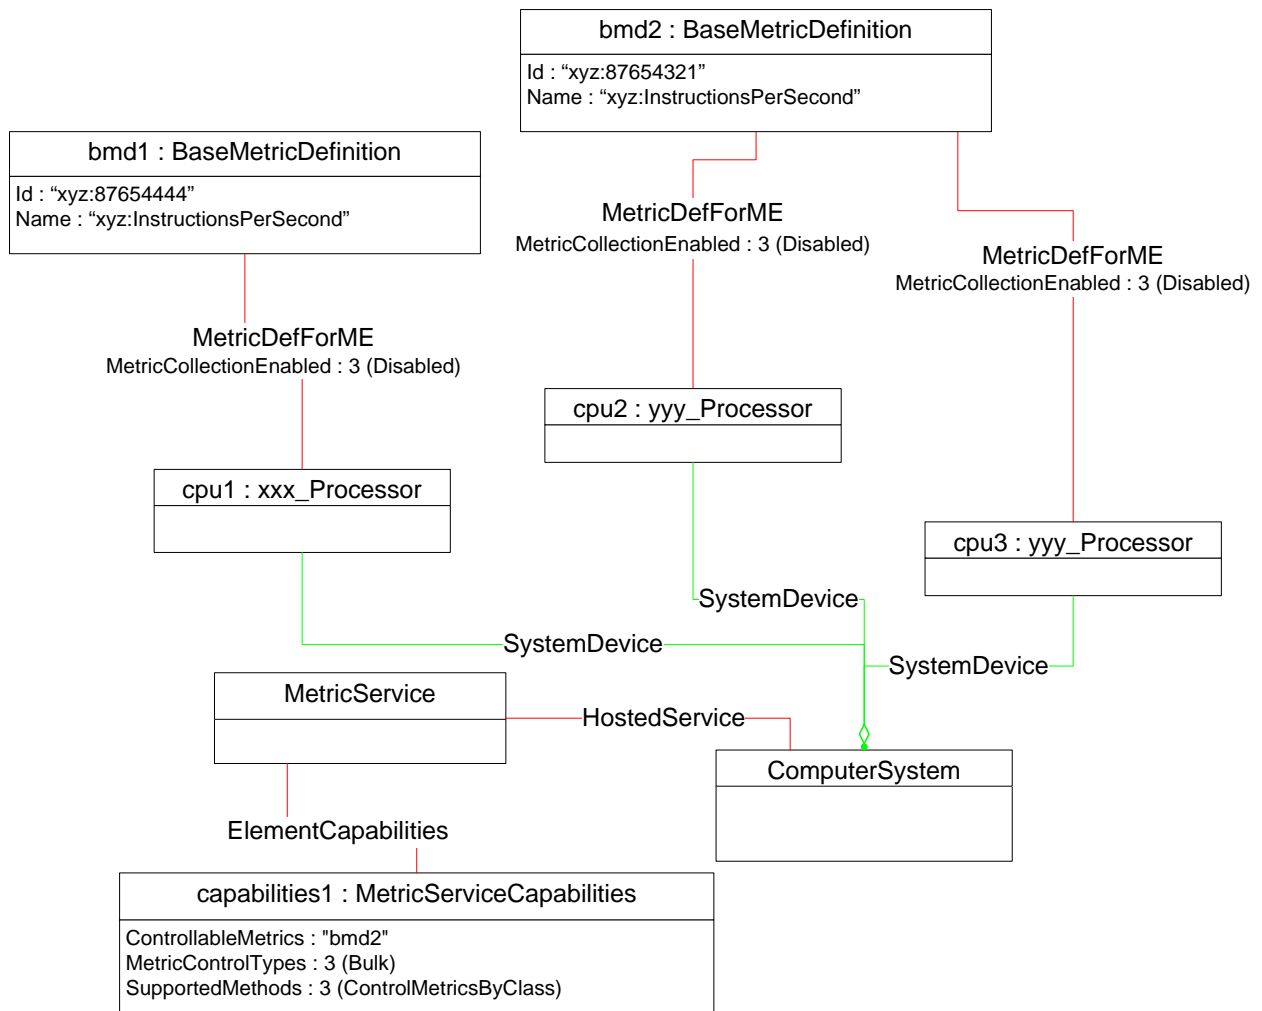 bmd2 : BaseMetricDefinition
Id : “xyz:87654321”
Name : “xyz:InstructionsPerSecond”
bmd1 : BaseMetricDefinition
Id : “xyz:87654444”
Name : “xyz:InstructionsPerSecond”
MetricDefForME
MetricCollectionEnabled : 3 (Disabled)
MetricDefForME
MetricCollectionEnabled : 3 (Disabled)
MetricDefForME
MetricCollectionEnabled : 3 (Disabled)
cpu2 : yyy_Processor
cpu1 : xxx_Processor
cpu3 : yyy_Processor
SystemDevice
SystemDevice
SystemDevice
MetricService
HostedService
ComputerSystem
ElementCapabilities
capabilities1 : MetricServiceCapabilities
ControllableMetrics : "bmd2"
MetricControlTypes : 3 (Bulk)
SupportedMethods : 3 (ControlMetricsByClass)